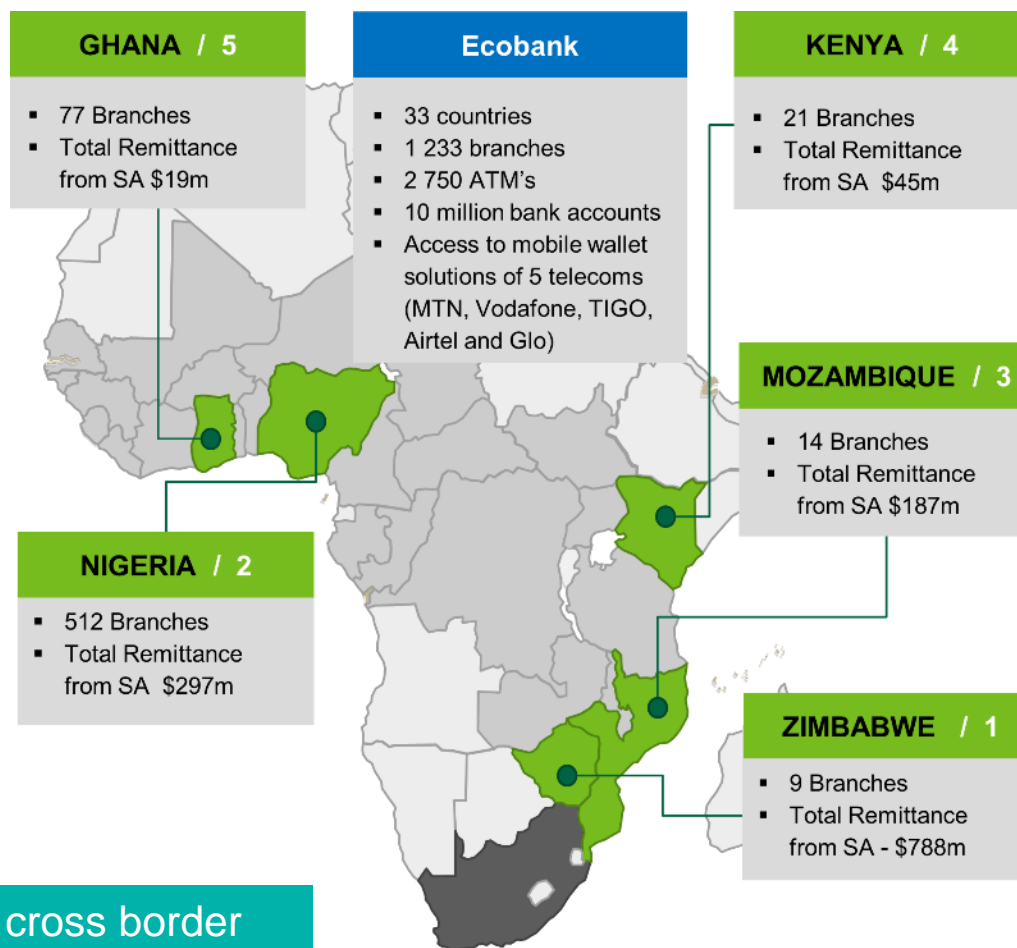 GHANA / 5
77 Branches
Total Remittance
from SA $19m
Ecobank
33 countries
1 233 branches
2 750 ATM's
10 million bank accounts
Access to mobile wallet
solutions of 5 telecoms
(MTN, Vodafone, TIGO,
Airtel and Glo)
KENYA / 4
21 Branches
Total Remittance
from SA $45m
MOZAMBIQUE / 3
14 Branches
Total Remittance
from SA $187m
NIGERIA / 2
512 Branches
Total Remittance
from SA $297m
ZIMBABWE / 1
9 Branches
Total Remittance
from SA - $788m
cross border